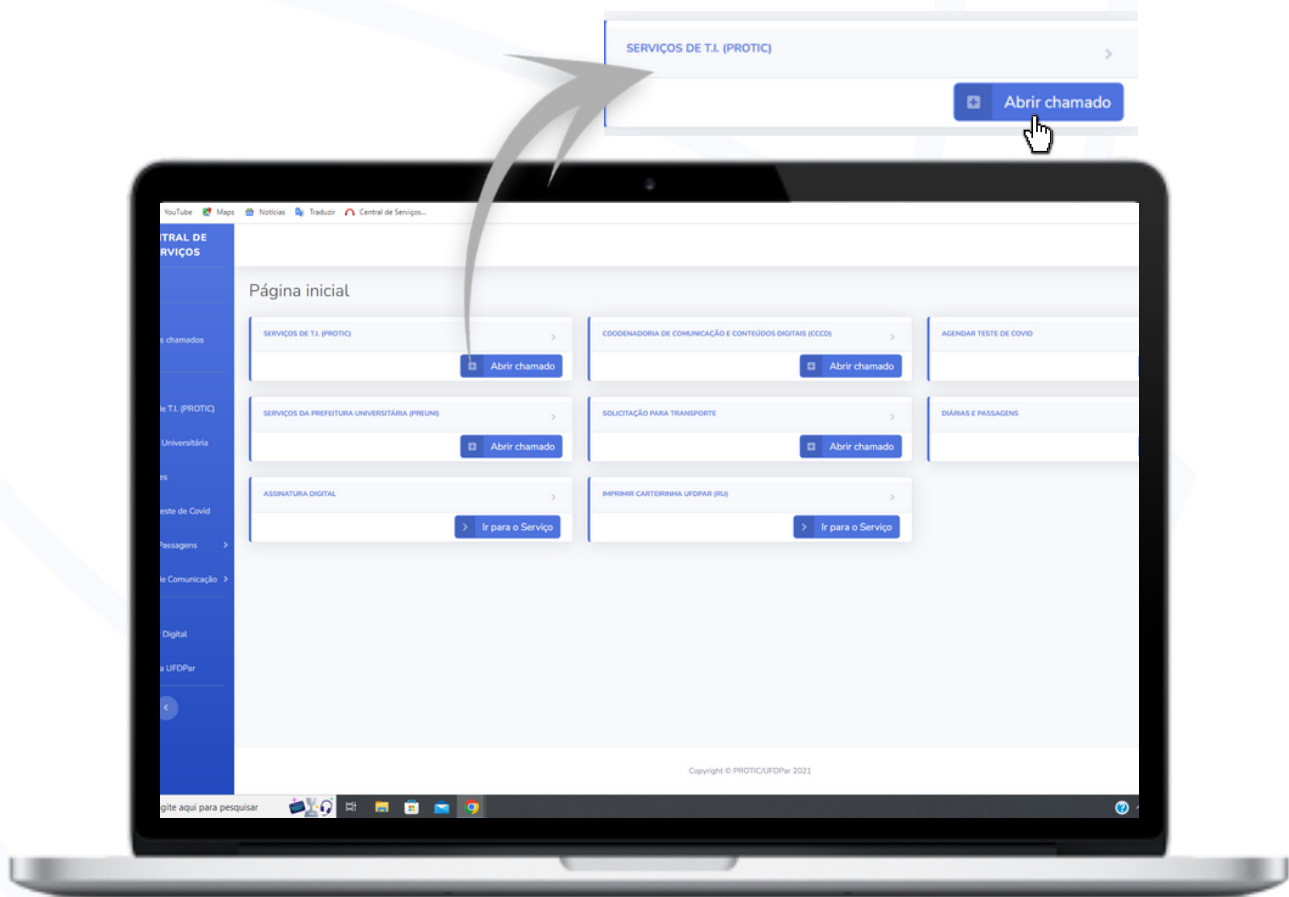 SERVIÇOS DE T.I. (PROTIC)
Abrir chamado
YouTube Maps Notícias Traduzir Central de Serviços...
TRAL DE
RVIÇOS
Página inicial
s chamados
de T.I. (PROTIC)
Universitária
es
este de Covid
Passagens
de Comunicação
Digital
a UFDPar
SERVIÇOS DE T.I. (PROTIC)
Abrir chamado
COODENADORIA DE COMUNICAÇÃO E CONTEÚDOS DIGITAIS (CCCD)
Abrir chamado
AGENDAR TESTE DE COVID
SERVIÇOS DA PREFEITURA UNIVERSITÁRIA (PREUNI)
Abrir chamado
SOLICITAÇÃO PARA TRANSPORTE
Abrir chamado
DIÁRIAS E PASSAGENS
ASSINATURA DIGITAL
Ir para o Serviço
IMPRIMIR CARTEIRINHA UFDPAR (RU)
Ir para o Serviço
Copyright © PROTIC/UFDPar 2021
gite aqui para pesquisar